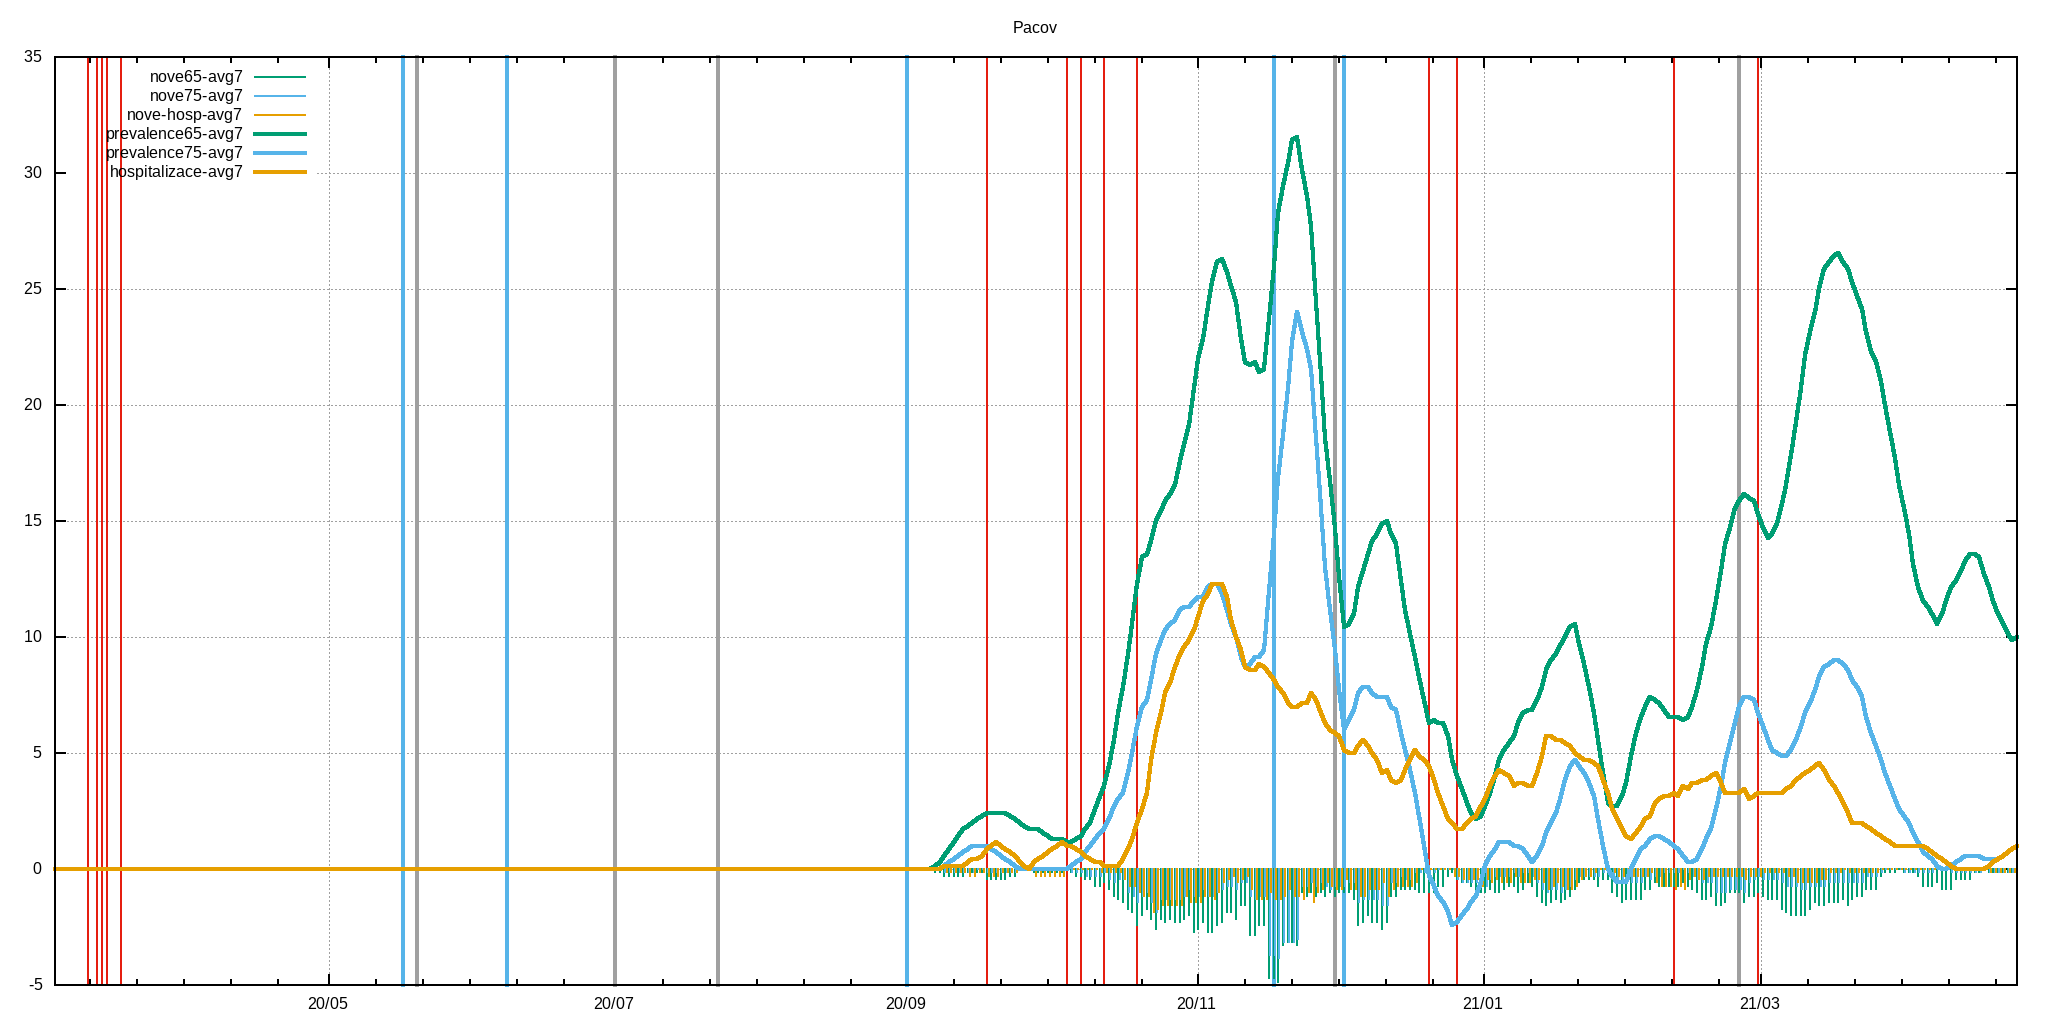 Pacov
35
30
25
20
15
10
5
0
-5
nove65-avg7
nove75-avg7
nove-hosp-avg7
prevalence65-avg7
prevalence75-avg7
hospitalizace-avg7
20/05 20/07 20/09 20/11 21/01 21/03